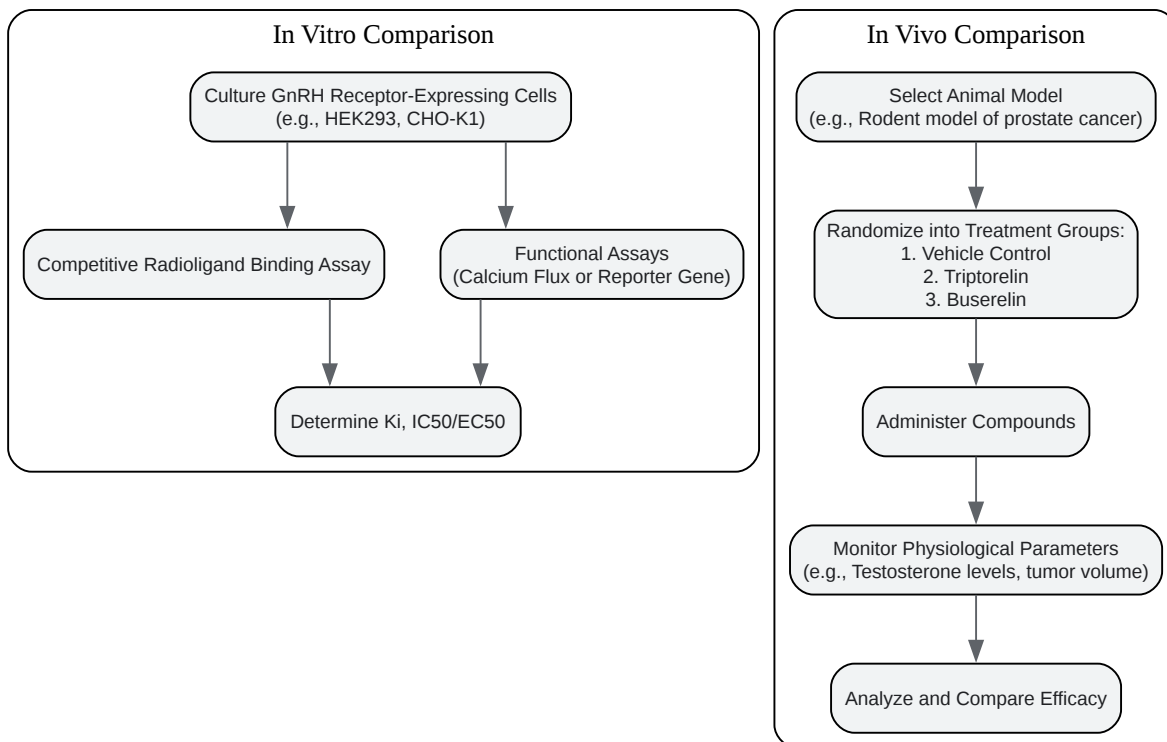 In Vitro Comparison
Culture GnRH Receptor-Expressing Cells
(e.g., HEK293, CHO-K1)
Competitive Radioligand Binding Assay
Functional Assays
(Calcium Flux or Reporter Gene)
Determine Ki, IC50/EC50
In Vivo Comparison
Select Animal Model
(e.g., Rodent model of prostate cancer)
Randomize into Treatment Groups:
1. Vehicle Control
2. Triptorelin
3. Buserelin
Administer Compounds
Monitor Physiological Parameters
(e.g., Testosterone levels, tumor volume)
Analyze and Compare Efficacy